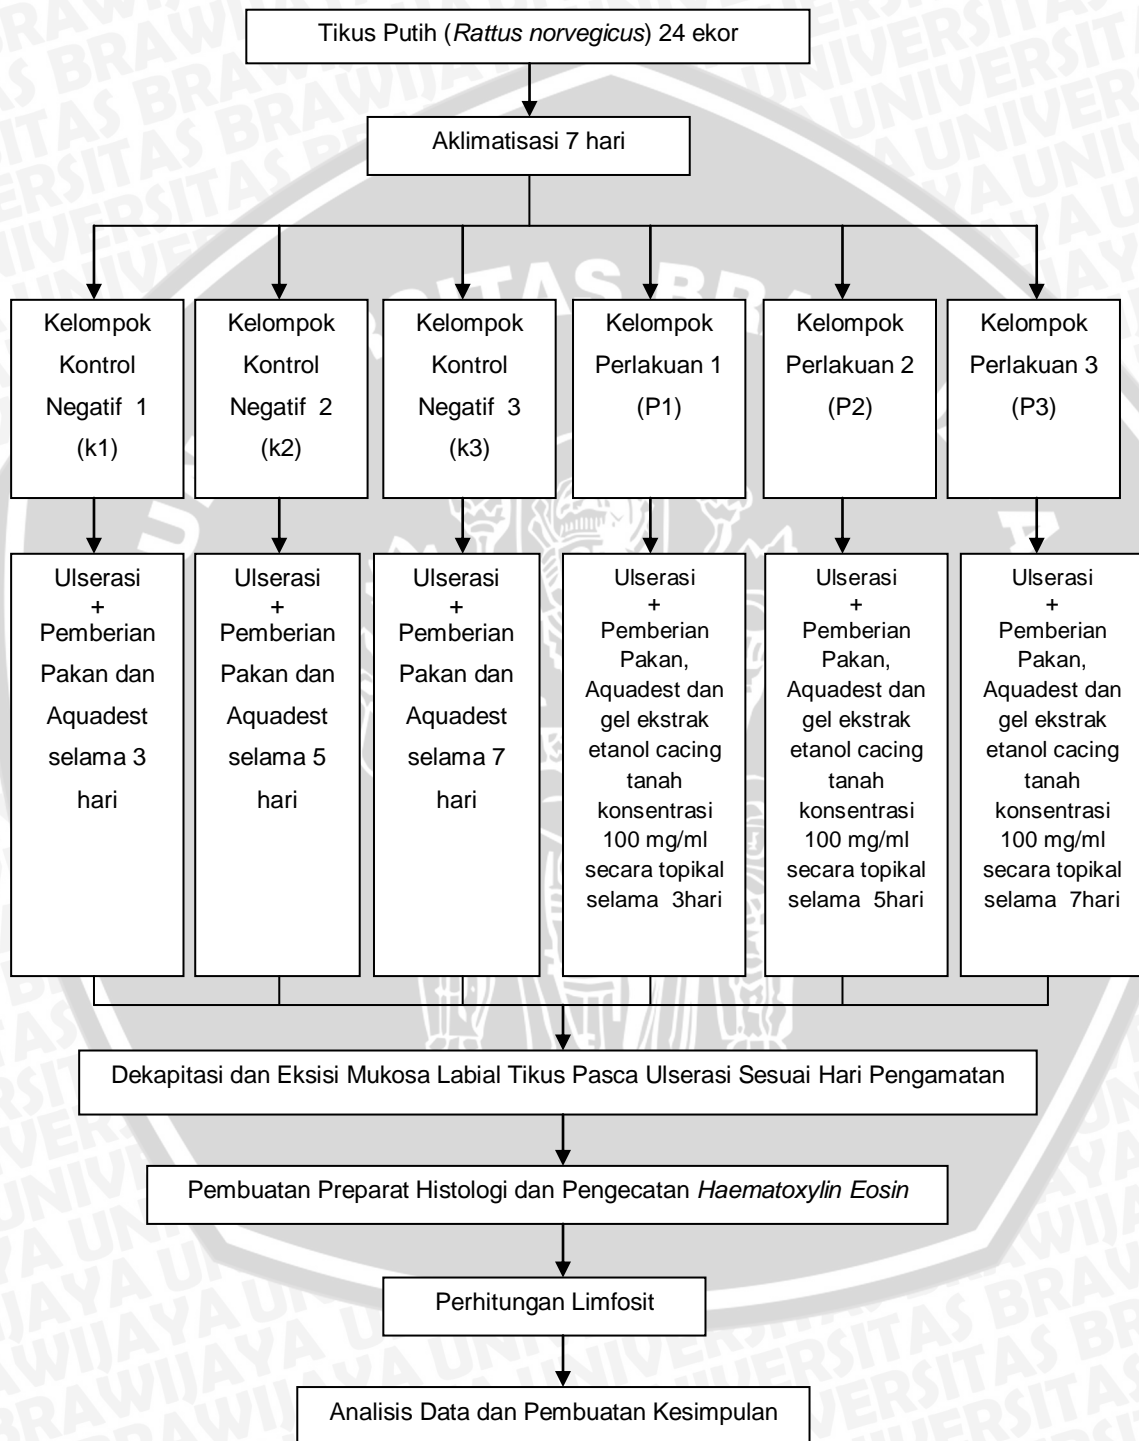 Tikus Putih (Rattus norvegicus) 24 ekor
Aklimatisasi 7 hari
Kelompok
Kontrol
Negatif 1
(k1)
Kelompok
Kontrol
Negatif 2
(k2)
Kelompok
Kontrol
Negatif 3
(k3)
Kelompok
Perlakuan 1
(P1)
Kelompok
Perlakuan 2
(P2)
Kelompok
Perlakuan 3
(P3)
Ulserasi
+
Pemberian
Pakan dan
Aquadest
selama 3
hari
Ulserasi
+
Pemberian
Pakan dan
Aquadest
selama 5
hari
Ulserasi
+
Pemberian
Pakan dan
Aquadest
selama 7
hari
Ulserasi
+
Pemberian
Pakan,
Aquadest dan
gel ekstrak
etanol cacing
tanah
konsentrasi
100 mg/ml
secara topikal
selama 3hari
Ulserasi
+
Pemberian
Pakan,
Aquadest dan
gel ekstrak
etanol cacing
tanah
konsentrasi
100 mg/ml
secara topikal
selama 5hari
Ulserasi
+
Pemberian
Pakan,
Aquadest dan
gel ekstrak
etanol cacing
tanah
konsentrasi
100 mg/ml
secara topikal
selama 7hari
Dekapitasi dan Eksisi Mukosa Labial Tikus Pasca Ulserasi Sesuai Hari Pengamatan
Pembuatan Preparat Histologi dan Pengecatan Haematoxylin Eosin
Perhitungan Limfosit
Analisis Data dan Pembuatan Kesimpulan